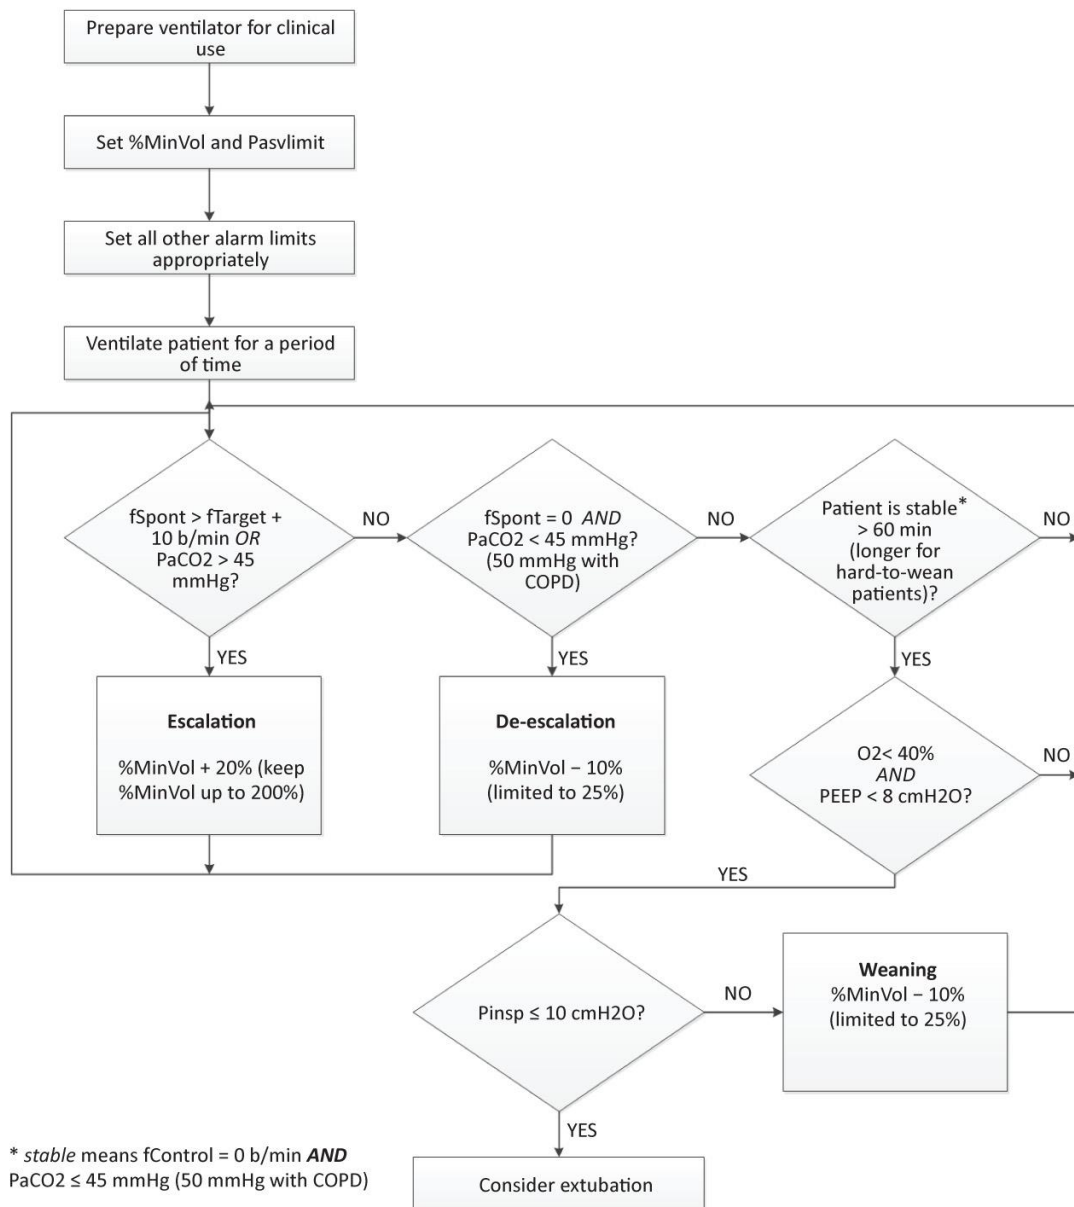 Prepare ventilator for clinical
use
Set %MinVol and Pasvlimit
Set all other alarm limits
appropriately
Ventilate patient for a period
of time
fSpont > fTarget +
10 b/min OR
PaCO2 > 45
mmHg?
NO
fSpont = 0 AND
PaCO2 < 45 mmHg?
(50 mmHg with
COPD)
NO
Patient is stable*
> 60 min
(longer for
hard-to-wean
patients)?
NO
YES
YES
YES
Escalation
%MinVol + 20% (keep
%MinVol up to 200%)
De-escalation
%MinVol − 10%
(limited to 25%)
O2< 40%
AND
PEEP < 8 cmH2O?
NO
YES
Pinsp ≤ 10 cmH2O?
NO
Weaning
%MinVol − 10%
(limited to 25%)
YES
Consider extubation
* stable means fControl = 0 b/min AND
PaCO2 ≤ 45 mmHg (50 mmHg with COPD)